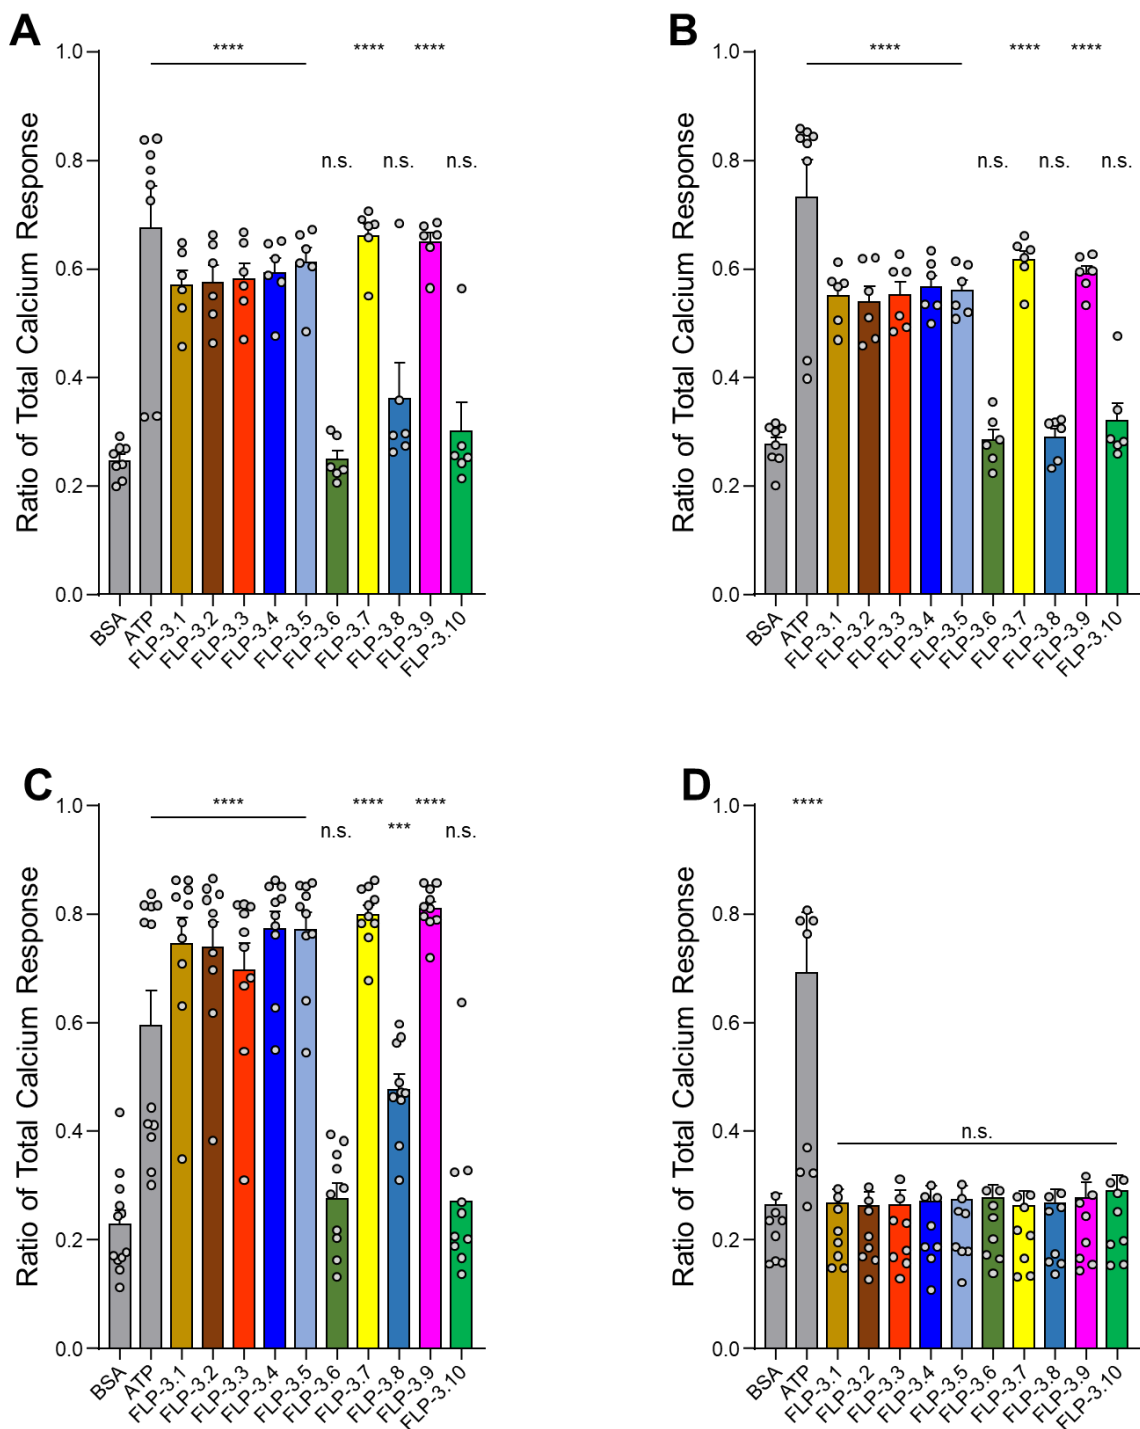 A
B
1.0
0.8
0.6
0.4
0.2
0.0
Ratio of Total Calcium Response
****
****
****
n.s.
n.s.
n.s.
BSA
ATP
FLP-3.1
FLP-3.2
FLP-3.3
FLP-3.4
FLP-3.5
FLP-3.6
FLP-3.7
FLP-3.8
FLP-3.9
FLP-3.10
1.0
0.8
0.6
0.4
0.2
0.0
Ratio of Total Calcium Response
****
****
****
n.s.
n.s.
n.s.
BSA
ATP
FLP-3.1
FLP-3.2
FLP-3.3
FLP-3.4
FLP-3.5
FLP-3.6
FLP-3.7
FLP-3.8
FLP-3.9
FLP-3.10
C
D
1.0
0.8
0.6
0.4
0.2
0.0
Ratio of Total Calcium Response
****
****
****
n.s.
***
n.s.
BSA
ATP
FLP-3.1
FLP-3.2
FLP-3.3
FLP-3.4
FLP-3.5
FLP-3.6
FLP-3.7
FLP-3.8
FLP-3.9
FLP-3.10
1.0
0.8
0.6
0.4
0.2
0.0
Ratio of Total Calcium Response
****
n.s.
BSA
ATP
FLP-3.1
FLP-3.2
FLP-3.3
FLP-3.4
FLP-3.5
FLP-3.6
FLP-3.7
FLP-3.8
FLP-3.9
FLP-3.10